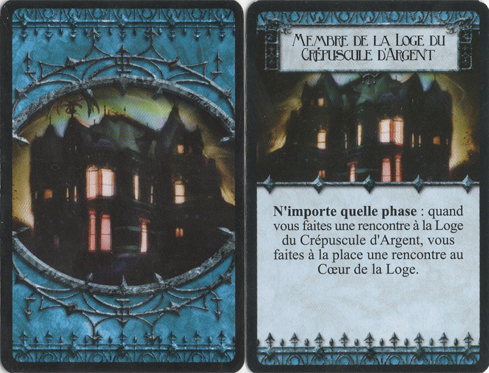 Membre de la Loge du
Crépuscule d'Argent
N'importe quelle phase : quand
vous faites une rencontre à la Loge
du Crépuscule d'Argent, vous
faites à la place une rencontre au
Cœur de la Loge.